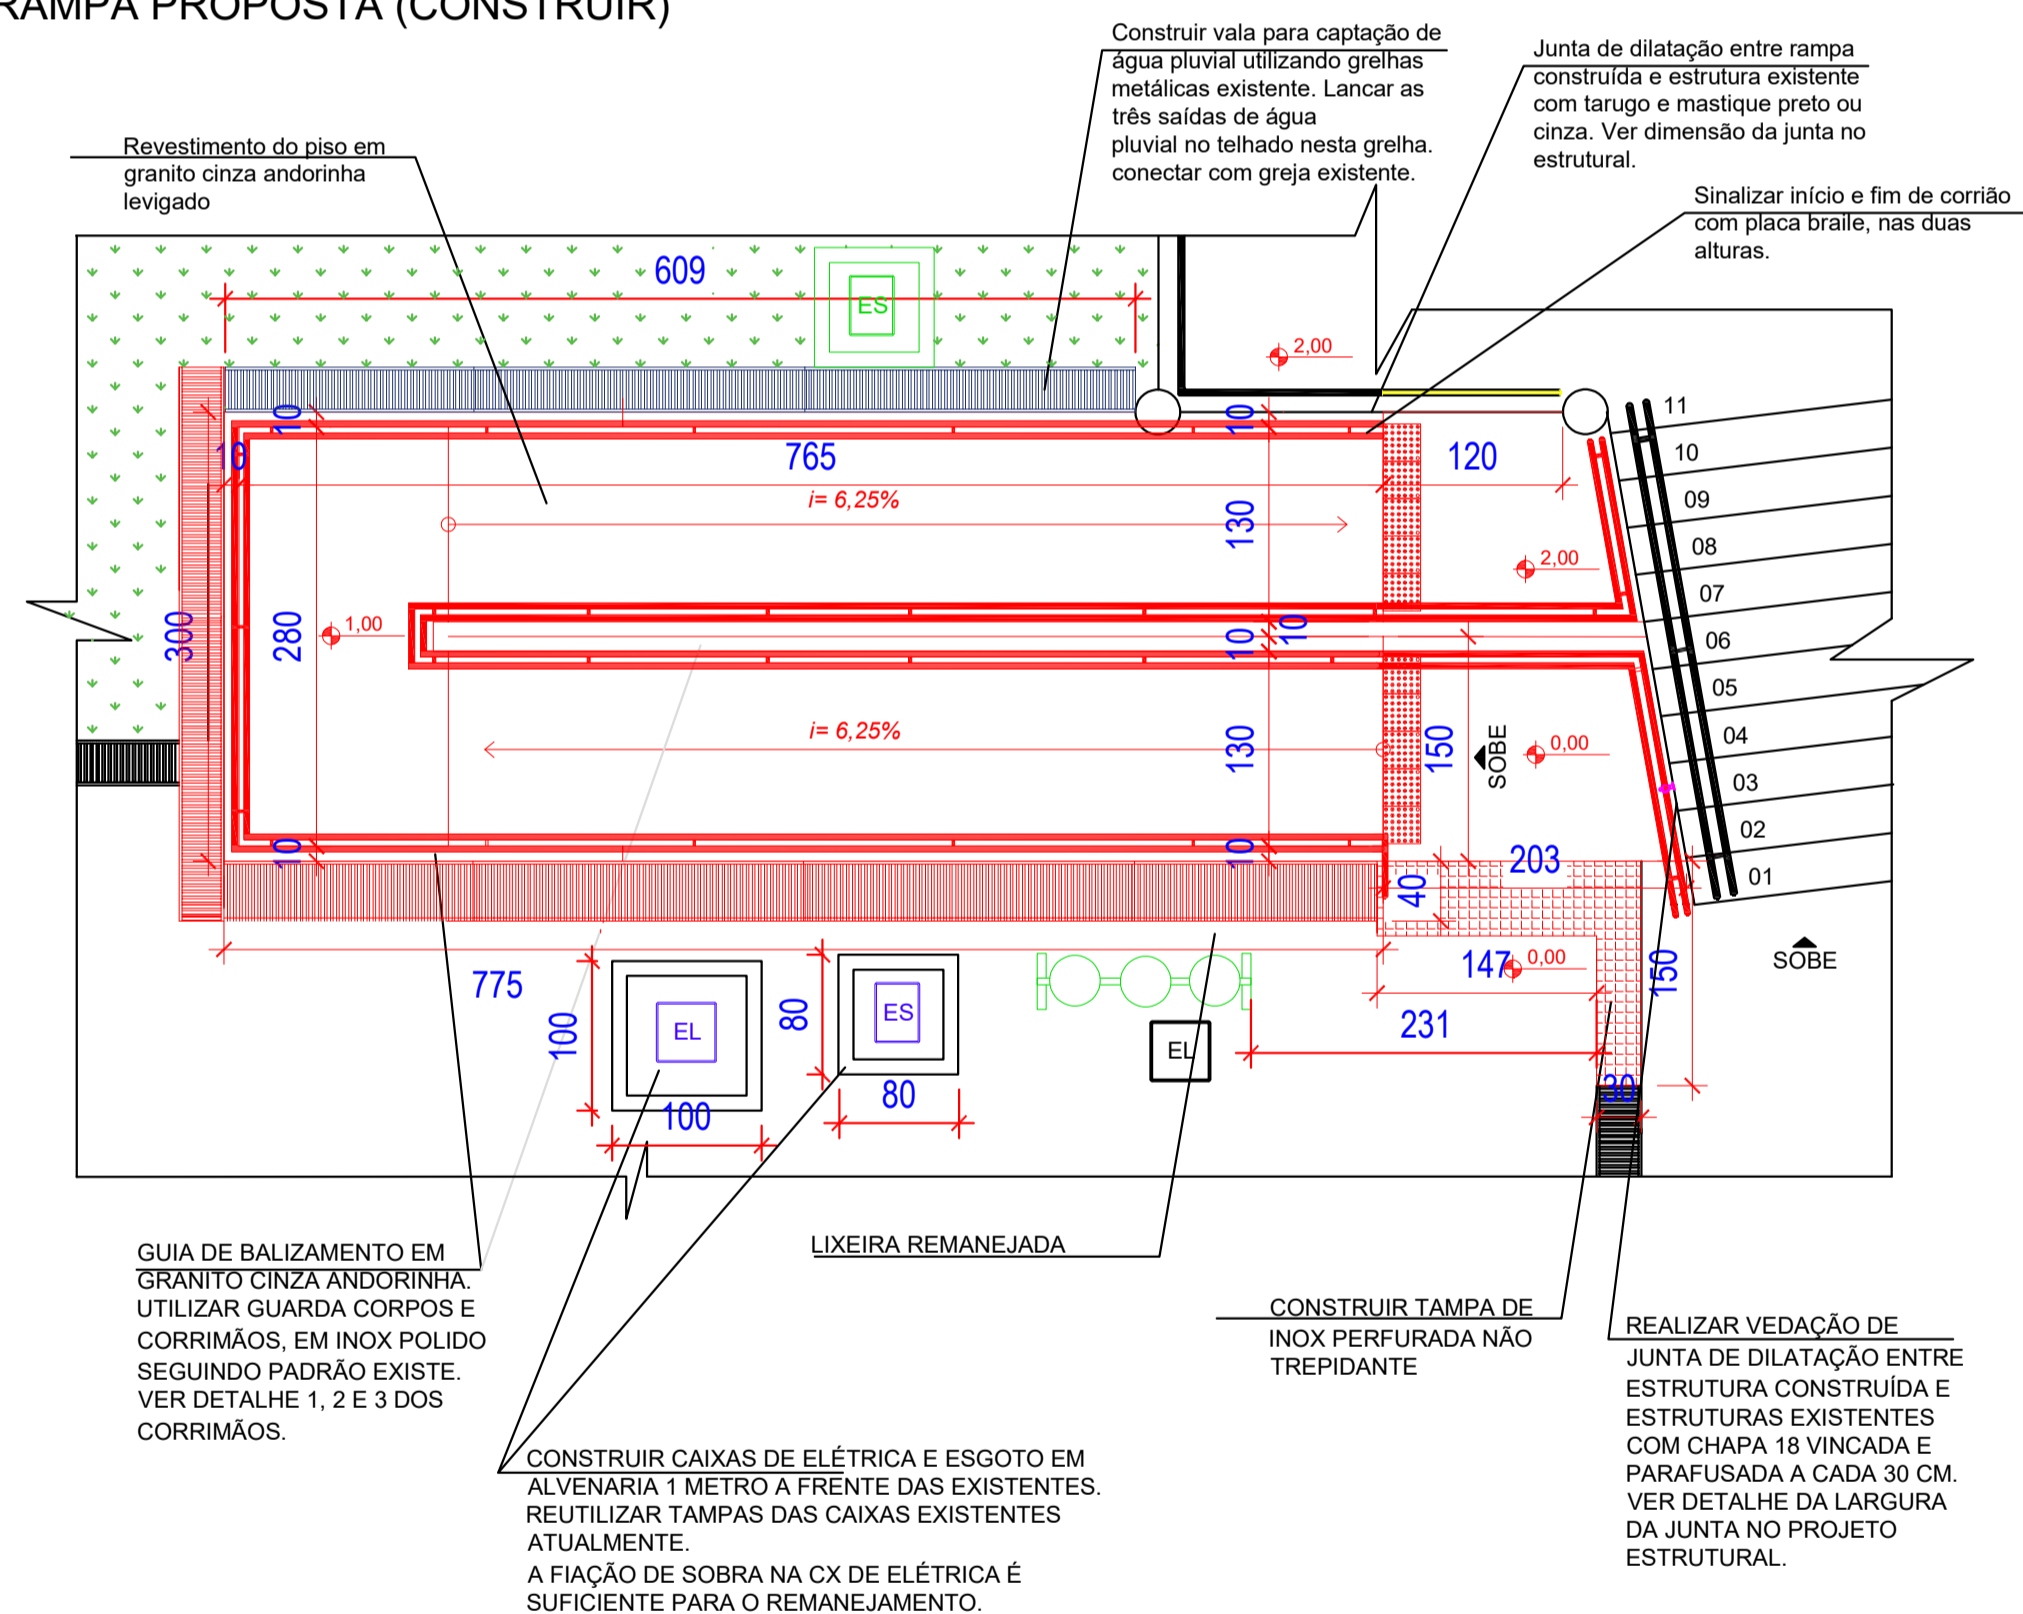 RAMPA PROPOSTA (CONSTRUIR)
Construir vala para captação de
água pluvial utilizando grelhas
metálicas existente. Lancar as
três saídas de água
pluvial no telhado nesta grelha.
conectar com greja existente.
Junta de dilatação entre rampa
construída e estrutura existente
com tarugo e mastique preto ou
cinza. Ver dimensão da junta no
estrutural.
Revestimento do piso em
granito cinza andorinha
levigado
Sinalizar início e fim de corrião
com placa braile, nas duas
alturas.
609
ES
2,00
10
10
10
765
120
i= 6,25%
130
2,00
300
280
1,00
10
10
i= 6,25%
130
150
SOBE
0,00
10
10
203
40
11
10
09
08
07
06
05
04
03
02
01
SOBE
775
147
0,00
150
231
30
100
EL
100
80
ES
80
EL
GUIA DE BALIZAMENTO EM
GRANITO CINZA ANDORINHA.
UTILIZAR GUARDA CORPOS E
CORRIMÃOS, EM INOX POLIDO
SEGUINDO PADRÃO EXISTE.
VER DETALHE 1, 2 E 3 DOS
CORRIMÃOS.
LIXEIRA REMANEJADA
CONSTRUIR TAMPA DE
INOX PERFURADA NÃO
TREPIDANTE
REALIZAR VEDAÇÃO DE
JUNTA DE DILATAÇÃO ENTRE
ESTRUTURA CONSTRUÍDA E
ESTRUTURAS EXISTENTES
COM CHAPA 18 VINCADA E
PARAFUSADA A CADA 30 CM.
VER DETALHE DA LARGURA
DA JUNTA NO PROJETO
ESTRUTURAL.
CONSTRUIR CAIXAS DE ELÉTRICA E ESGOTO EM
ALVENARIA 1 METRO A FRENTE DAS EXISTENTES.
REUTILIZAR TAMPAS DAS CAIXAS EXISTENTES
ATUALMENTE.
A FIAÇÃO DE SOBRA NA CX DE ELÉTRICA É
SUFICIENTE PARA O REMANEJAMENTO.